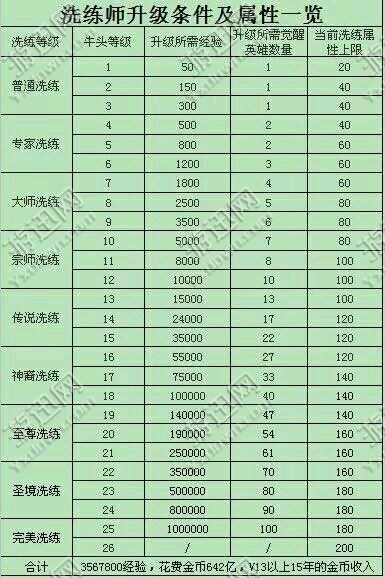 洗练师升级条件及属性一览
洗练等级 牛头等级 升级所需经验 升级所需觉醒英雄数量 当前洗练属性上限
普通洗练
1 50 1 20
2 150 1 40
3 300 1 40
专家洗练
4 500 2 40
5 800 2 60
6 1200 3 60
大师洗练
7 1800 4 60
8 2500 5 80
9 3500 6 80
宗师洗练
10 5000 7 80
11 8000 8 100
12 10000 10 100
传说洗练
13 15000 13 100
14 24000 17 120
15 35000 22 120
神裔洗练
16 55000 27 120
17 75000 33 140
18 100000 40 140
至尊洗练
19 140000 47 140
20 190000 54 160
21 250000 61 160
圣境洗练
22 350000 70 160
23 500000 80 180
24 800000 90 180
完美洗练
25 1000000 100 180
26 / / 200
合计 3567800经验，花费金币642亿，V13以上15年的金币收入